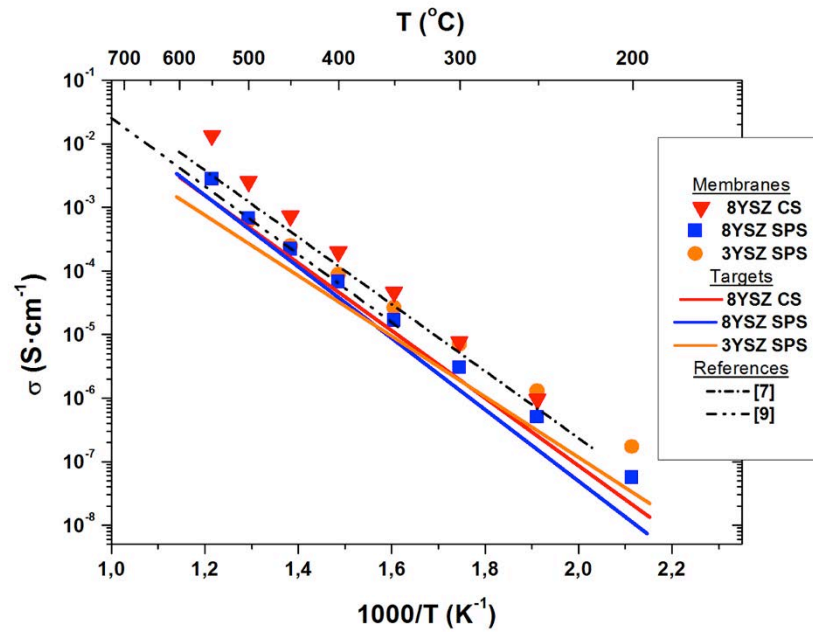 T (°C)
700 600 500 400 300 200
10⁻¹
10⁻²
10⁻³
10⁻⁴
10⁻⁵
10⁻⁶
10⁻⁷
10⁻⁸
σ (S·cm⁻¹)
Membranes
8YSZ CS
8YSZ SPS
3YSZ SPS
Targets
8YSZ CS
8YSZ SPS
3YSZ SPS
References
[7]
[9]
1,0 1,2 1,4 1,6 1,8 2,0 2,2
1000/T (K⁻¹)